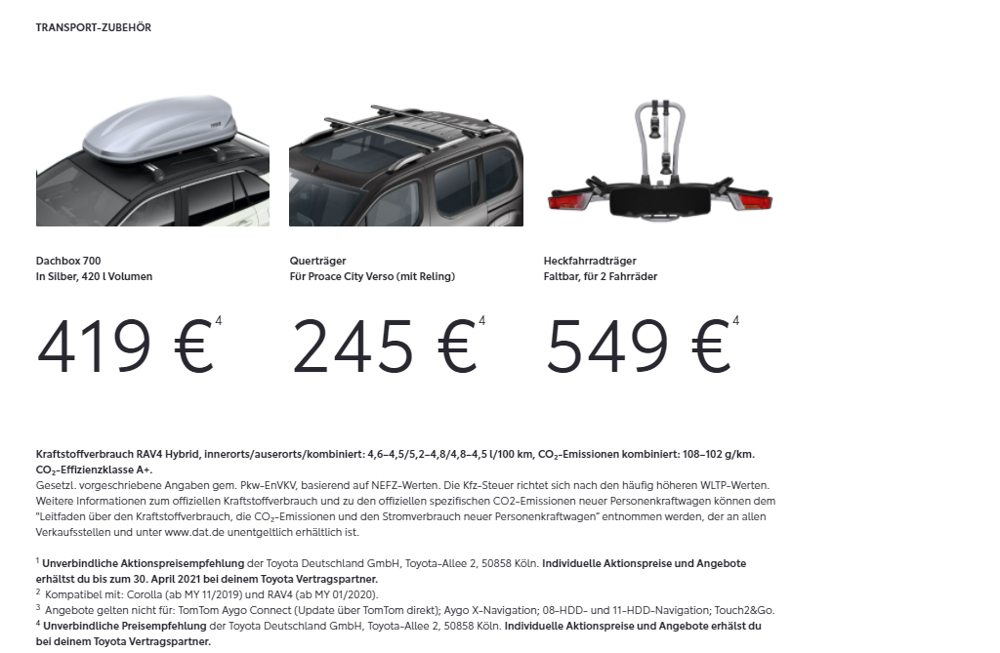 TRANSPORT-ZUBEHÖR
Dachbox 700
In Silber, 420 l Volumen
419 €⁴
Querträger
Für Proace City Verso (mit Reling)
245 €⁴
Heckfahrradträger
Faltbar, für 2 Fahrräder
549 €⁴
Kraftstoffverbrauch RAV4 Hybrid, innerorts/auserorts/kombiniert: 4,6–4,5/5,2–4,8/4,8–4,5 l/100 km, CO₂-Emissionen kombiniert: 108–102 g/km.
CO₂-Effizienzklasse A+.
Gesetzl. vorgeschriebene Angaben gem. Pkw-EnVKV, basierend auf NEFZ-Werten. Die Kfz-Steuer richtet sich nach den häufig höheren WLTP-Werten.
Weitere Informationen zum offiziellen Kraftstoffverbrauch und zu den offiziellen spezifischen CO2-Emissionen neuer Personenkraftwagen können dem
"Leitfaden über den Kraftstoffverbrauch, die CO₂-Emissionen und den Stromverbrauch neuer Personenkraftwagen" entnommen werden, der an allen
Verkaufsstellen und unter www.dat.de unentgeltlich erhältlich ist.
¹ Unverbindliche Aktionspreisempfehlung der Toyota Deutschland GmbH, Toyota-Allee 2, 50858 Köln. Individuelle Aktionspreise und Angebote
erhältst du bis zum 30. April 2021 bei deinem Toyota Vertragspartner.
² Kompatibel mit: Corolla (ab MY 11/2019) und RAV4 (ab MY 01/2020).
³ Angebote gelten nicht für: TomTom Aygo Connect (Update über TomTom direkt); Aygo X-Navigation; 08-HDD- und 11-HDD-Navigation; Touch2&Go.
⁴ Unverbindliche Preisempfehlung der Toyota Deutschland GmbH, Toyota-Allee 2, 50858 Köln. Individuelle Aktionspreise und Angebote erhälst du
bei deinem Toyota Vertragspartner.